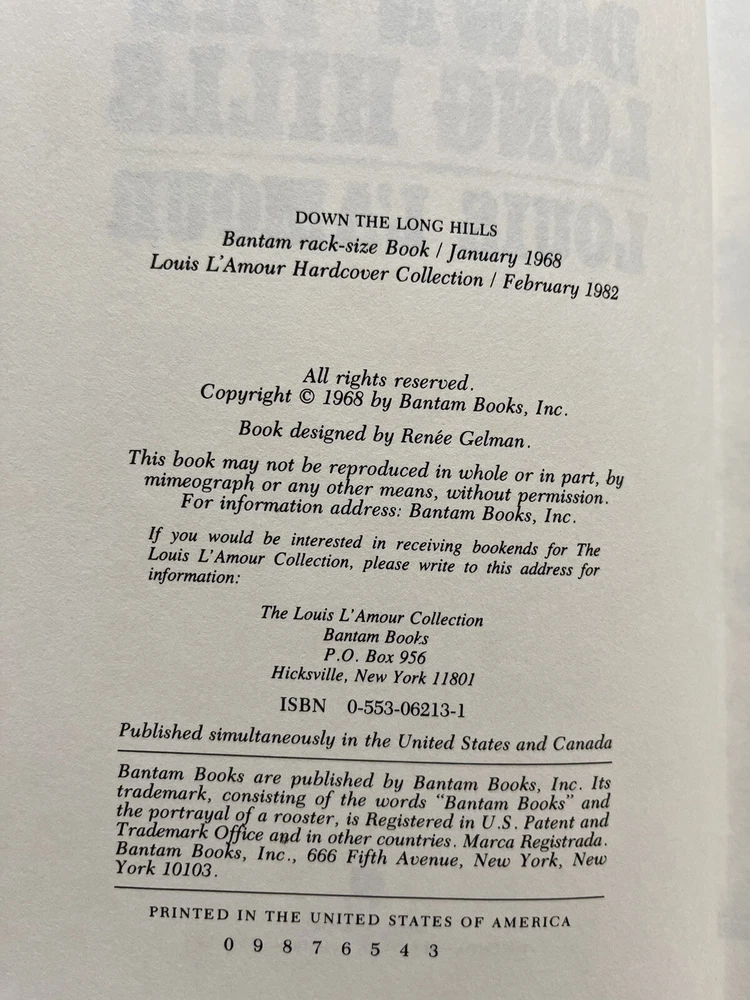 DOWN THE LONG HILLS
Bantam rack-size Book / January 1968
Louis L'Amour Hardcover Collection / February 1982
All rights reserved.
Copyright © 1968 by Bantam Books, Inc.
Book designed by Renée Gelman.
This book may not be reproduced in whole or in part, by
mimeograph or any other means, without permission.
For information address: Bantam Books, Inc.
If you would be interested in receiving bookends for The
Louis L'Amour Collection, please write to this address for
information:
The Louis L'Amour Collection
Bantam Books
P.O. Box 956
Hicksville, New York 11801
ISBN 0-553-06213-1
Published simultaneously in the United States and Canada
Bantam Books are published by Bantam Books, Inc. Its
trademark, consisting of the words "Bantam Books" and
the portrayal of a rooster, is Registered in U.S. Patent and
Trademark Office and in other countries. Marca Registrada.
Bantam Books, Inc., 666 Fifth Avenue, New York, New
York 10103.
PRINTED IN THE UNITED STATES OF AMERICA
0 9 8 7 6 5 4 3